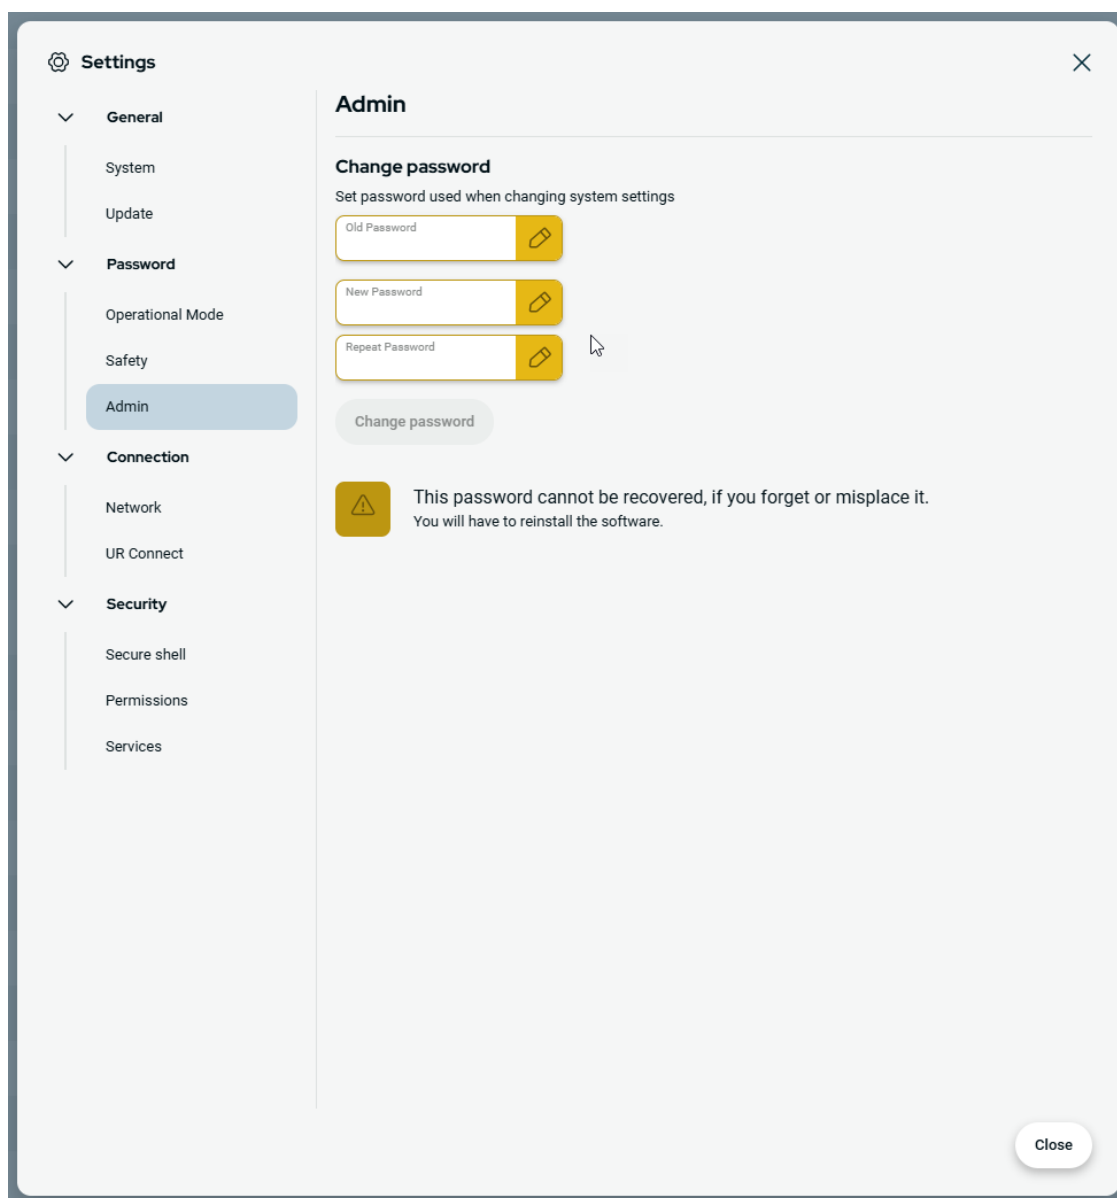 Settings
General
System
Update
Password
Operational Mode
Safety
Admin
Connection
Network
UR Connect
Security
Secure shell
Permissions
Services
Admin
Change password
Set password used when changing system settings
Old Password
New Password
Repeat Password
Change password
This password cannot be recovered, if you forget or misplace it.
You will have to reinstall the software.
Close